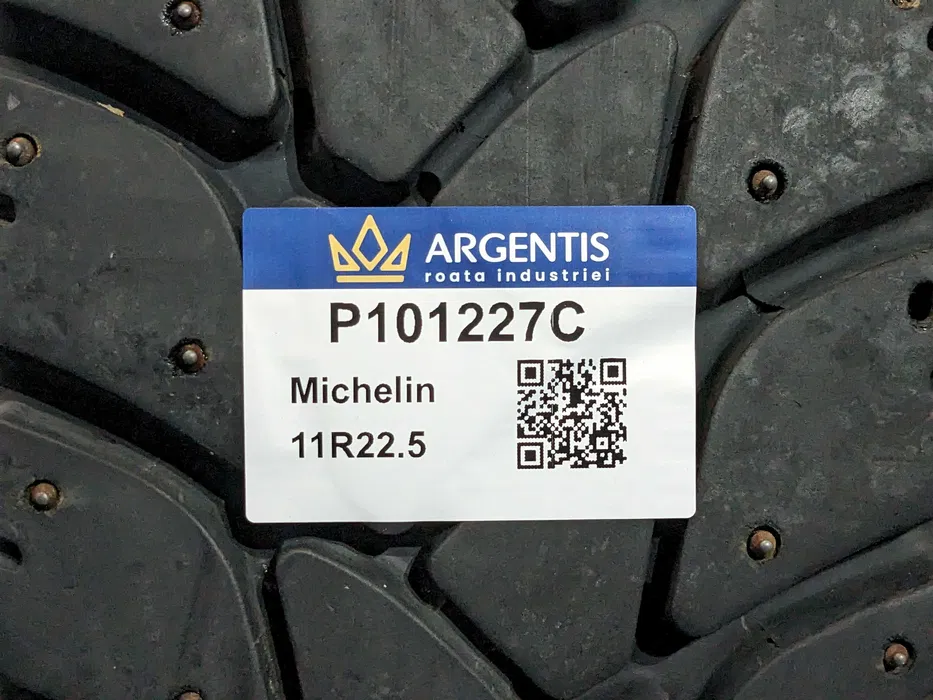 ARGENTIS
roata industriei
P101227C
Michelin
11R22.5